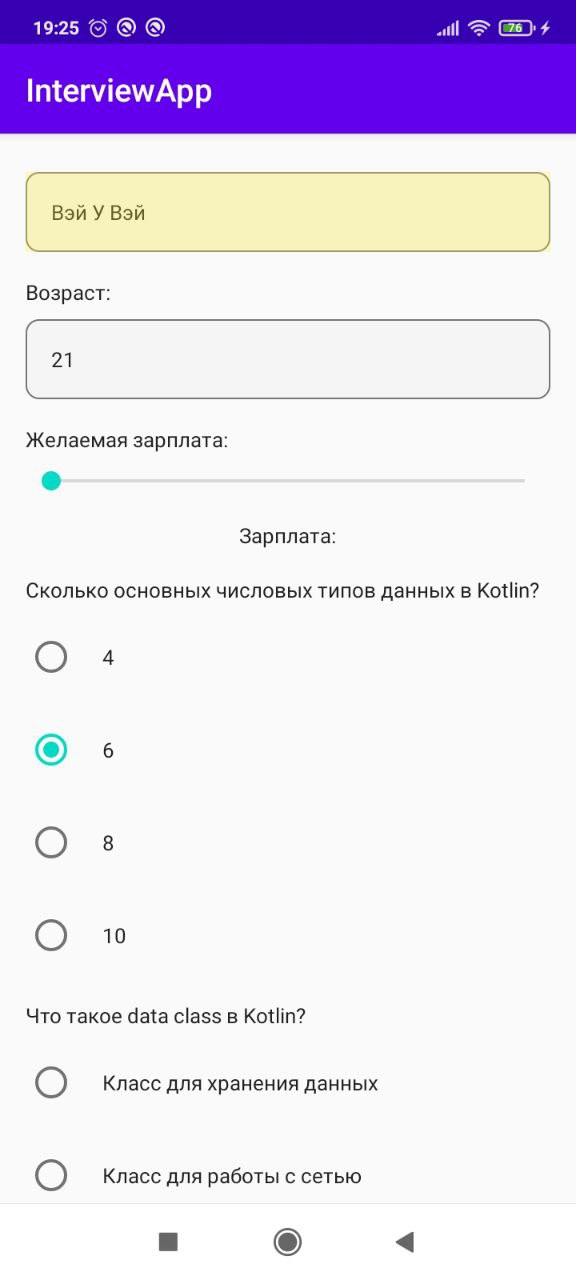 19:25
76
InterviewApp
Вэй У Вэй
Возраст:
21
Желаемая зарплата:
Зарплата:
Сколько основных числовых типов данных в Kotlin?
4
6
8
10
Что такое data class в Kotlin?
Класс для хранения данных
Класс для работы с сетью